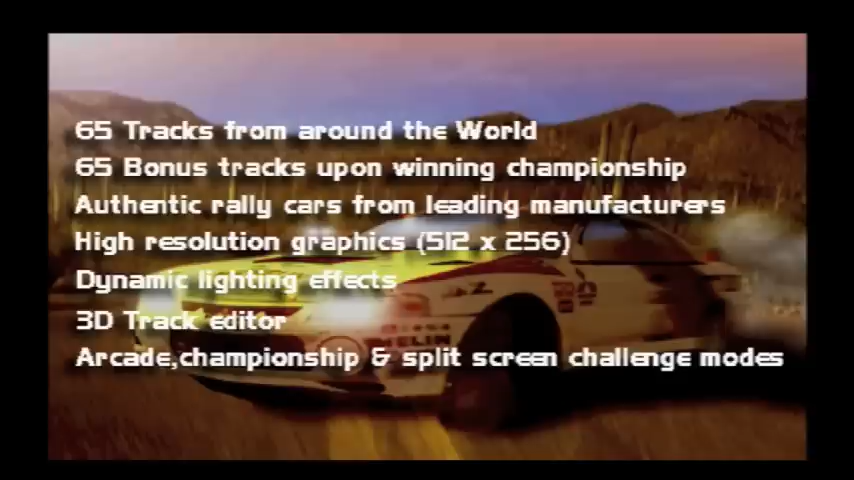 65 Tracks from around the World
65 Bonus tracks upon winning championship
Authentic rally cars from leading manufacturers
High resolution graphics (512 x 256)
Dynamic lighting effects
3D Track editor
Arcade,championship & split screen challenge modes